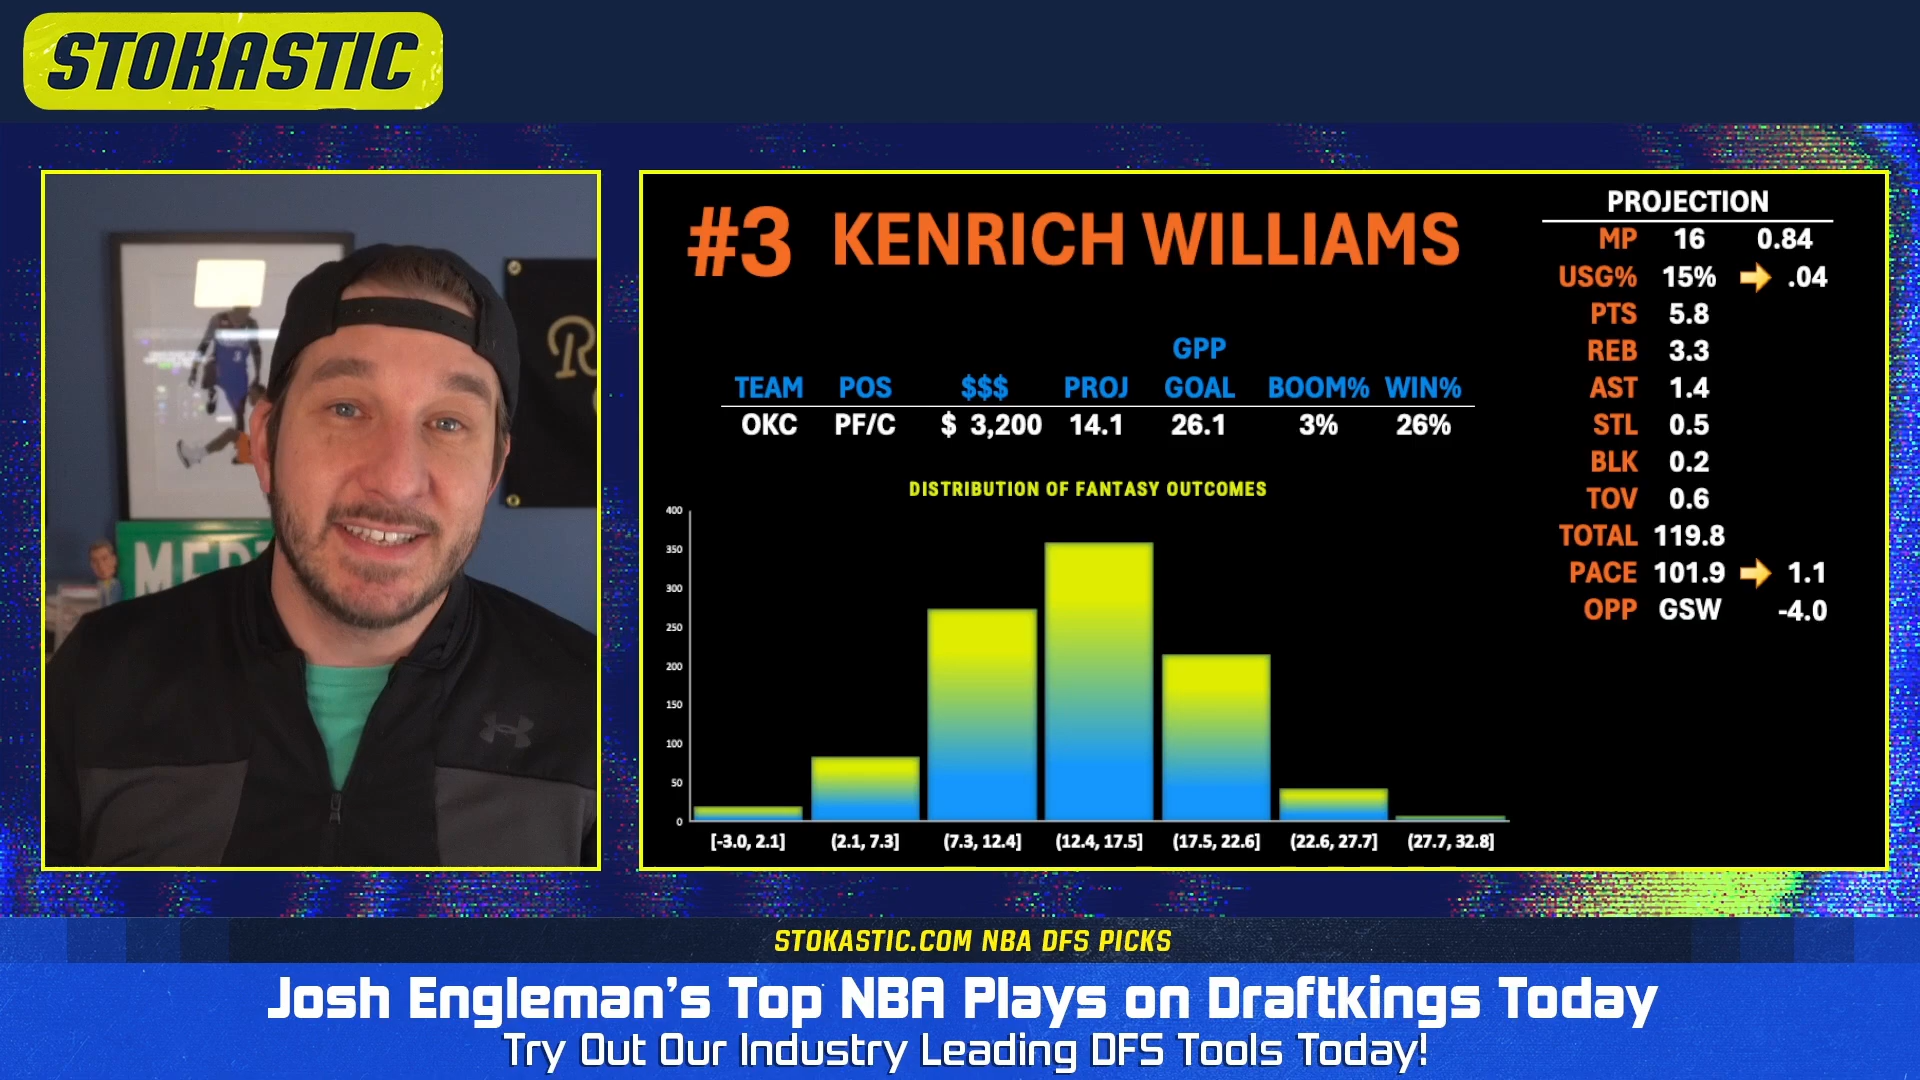 STOKASTIC
MER
R
#3 KENRICH WILLIAMS
GPP
TEAM POS $$$ PROJ GOAL BOOM% WIN%
OKC PF/C $ 3,200 14.1 26.1 3% 26%
DISTRIBUTION OF FANTASY OUTCOMES
400
350
300
250
200
150
100
50
0
[-3.0, 2.1] (2.1, 7.3] (7.3, 12.4] (12.4, 17.5] (17.5, 22.6] (22.6, 27.7] (27.7, 32.8]
PROJECTION
MP 16 0.84
USG% 15% .04
PTS 5.8
REB 3.3
AST 1.4
STL 0.5
BLK 0.2
TOV 0.6
TOTAL 119.8
PACE 101.9 1.1
OPP GSW -4.0
STOKASTIC.COM NBA DFS PICKS
Josh Engleman's Top NBA Plays on Draftkings Today
Try Out Our Industry Leading DFS Tools Today!